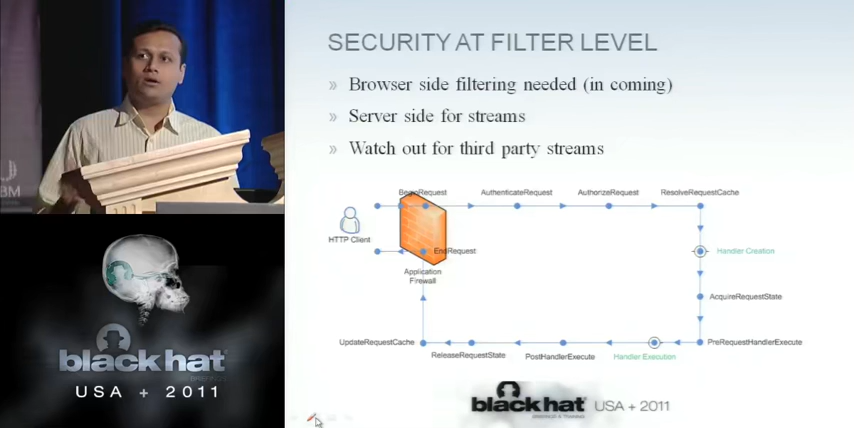 SECURITY AT FILTER LEVEL
» Browser side filtering needed (in coming)
» Server side for streams
» Watch out for third party streams
BeginRequest
AuthenticateRequest
AuthorizeRequest
ResolveRequestCache
HTTP Client
EndRequest
Handler Creation
Application
Firewall
AcquireRequestState
UpdateRequestCache
ReleaseRequestState
PostHandlerExecute
Handler Execution
PreRequestHandlerExecute
BM
black hat
USA + 2011
black hat USA + 2011